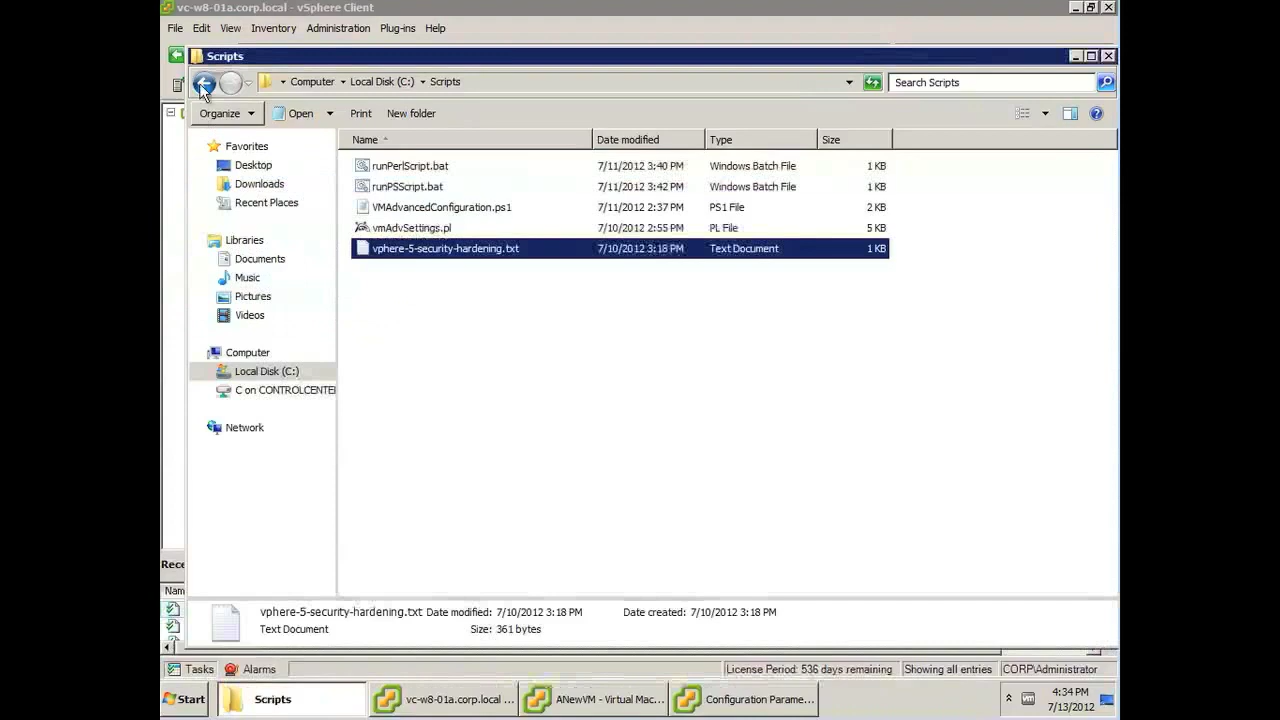 vc-w8-01a.corp.local - vSphere Client
File Edit View Inventory Administration Plug-ins Help
Scripts
Computer Local Disk (C:) Scripts
Search Scripts
Organize Open Print New folder
Name Date modified Type Size
Favorites
Desktop
Downloads
Recent Places
Libraries
Documents
Music
Pictures
Videos
Computer
Local Disk (C:)
C on CONTROLCENTE
Network
runPerlScript.bat 7/11/2012 3:40 PM Windows Batch File 1 KB
runPSScript.bat 7/11/2012 3:42 PM Windows Batch File 1 KB
VMAdvancedConfiguration.ps1 7/11/2012 2:37 PM PS1 File 2 KB
vmAdvSettings.pl 7/10/2012 2:55 PM PL File 5 KB
vphere-5-security-hardening.txt 7/10/2012 3:18 PM Text Document 1 KB
Rece
Nam
vphere-5-security-hardening.txt Date modified: 7/10/2012 3:18 PM Date created: 7/10/2012 3:18 PM
Text Document Size: 361 bytes
Tasks Alarms License Period: 536 days remaining Showing all entries CORP\Administrator
Start Scripts c-w8-01a.corp.local ... ANewVM - Virtual Mac... Configuration Parame... 4:34 PM
7/13/2012